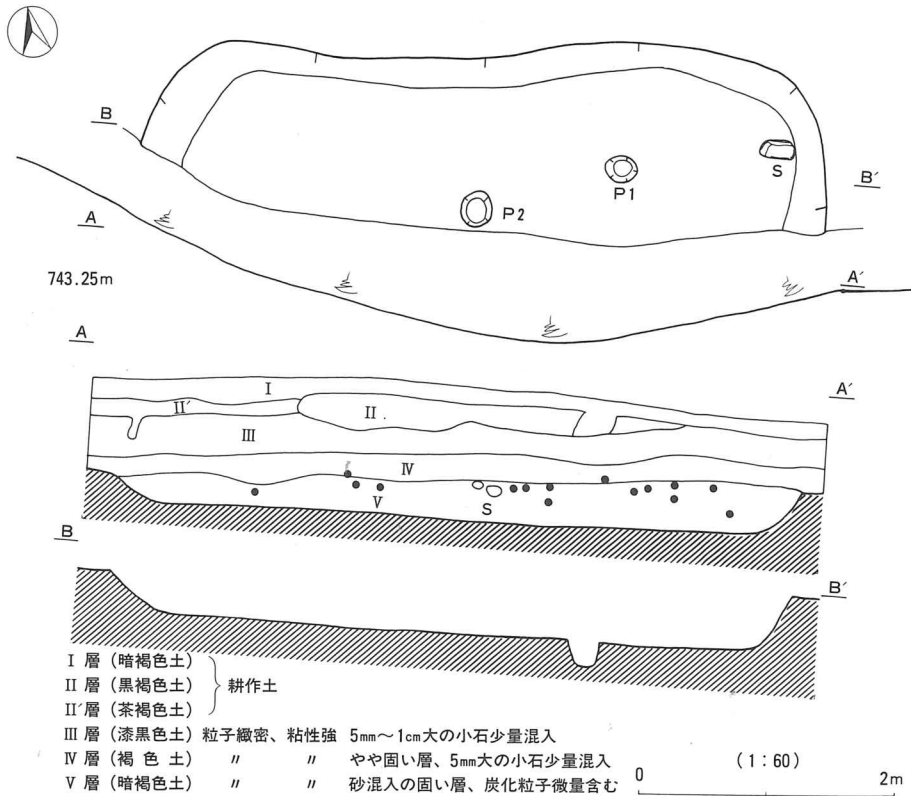 B
S
B'
P1
P2
A
A'
743.25m
A
A'
I
II'
II
III
IV
V
S
B
B'
I 層 (暗褐色土)
II 層 (黒褐色土) 耕作土
II'層 (茶褐色土)
III 層 (漆黒色土) 粒子緻密、粘性強 5mm〜1cm大の小石少量混入
IV 層 (褐 色 土) 〃 〃 やや固い層、5mm大の小石少量混入
V 層 (暗褐色土) 〃 〃 砂混入の固い層、炭化粒子微量含む
(1:60)
0 2m